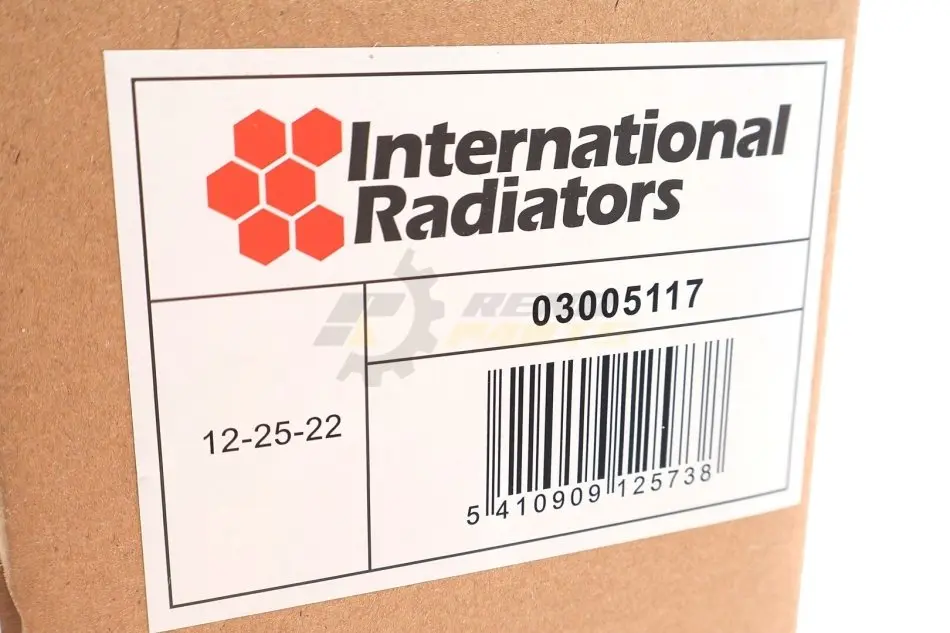 International
Radiators
03005117
12-25-22
5 410909 125738